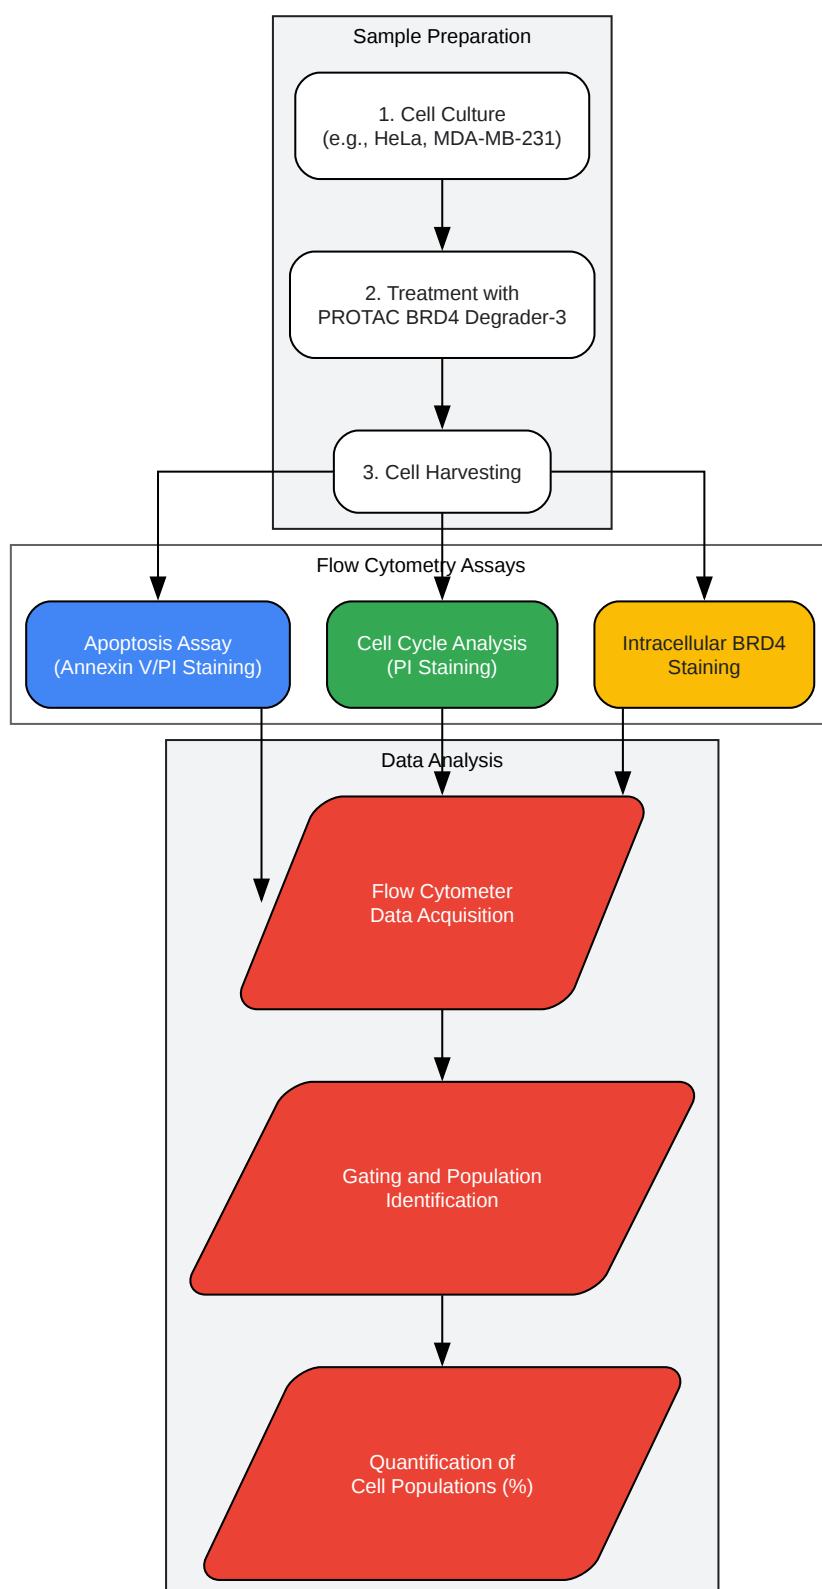 Sample Preparation
1. Cell Culture
(e.g., HeLa, MDA-MB-231)
2. Treatment with
PROTAC BRD4 Degrader-3
3. Cell Harvesting
Flow Cytometry Assays
Apoptosis Assay
(Annexin V/PI Staining)
Cell Cycle Analysis
(PI Staining)
Intracellular BRD4
Staining
Data Analysis
Flow Cytometer
Data Acquisition
Gating and Population
Identification
Quantification of
Cell Populations (%)